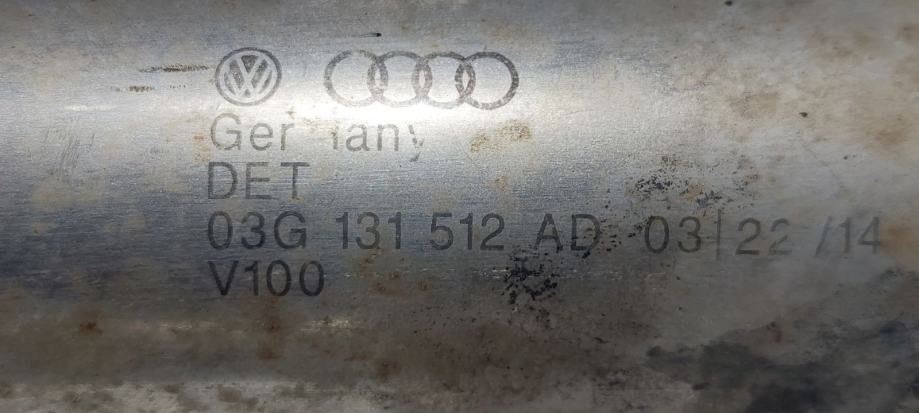 Germany
DET
03G 131 512 AD 03|22 /14
V100